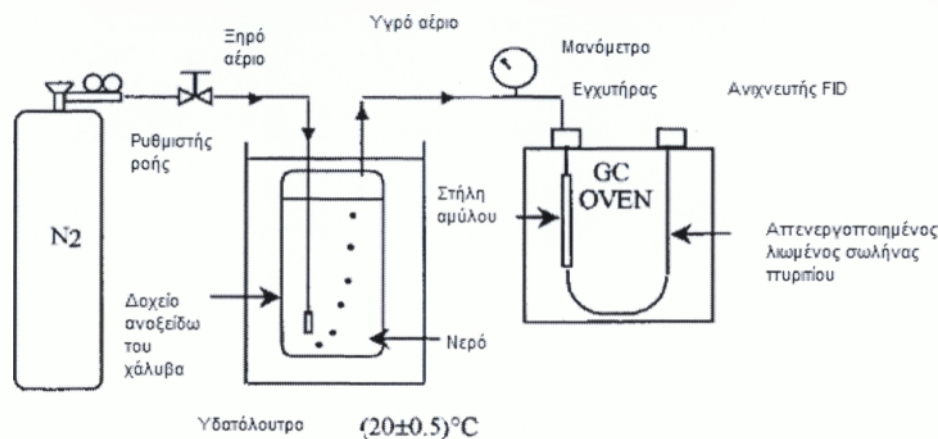 Ξηρό
αέριο
Υγρό αέριο
Μανόμετρο
Εγχυτήρας
Ανιχνευτής FID
Ρυθμιστής
ροής
GC
OVEN
Στήλη
αμύλου
N2
Απενεργοποιημένος
λιωμένος σωλήνας
πυριτίου
Δοχείο
ανοξείδω
του
χάλυβα
Νερό
Υδατόλουτρο (20±0.5)°C